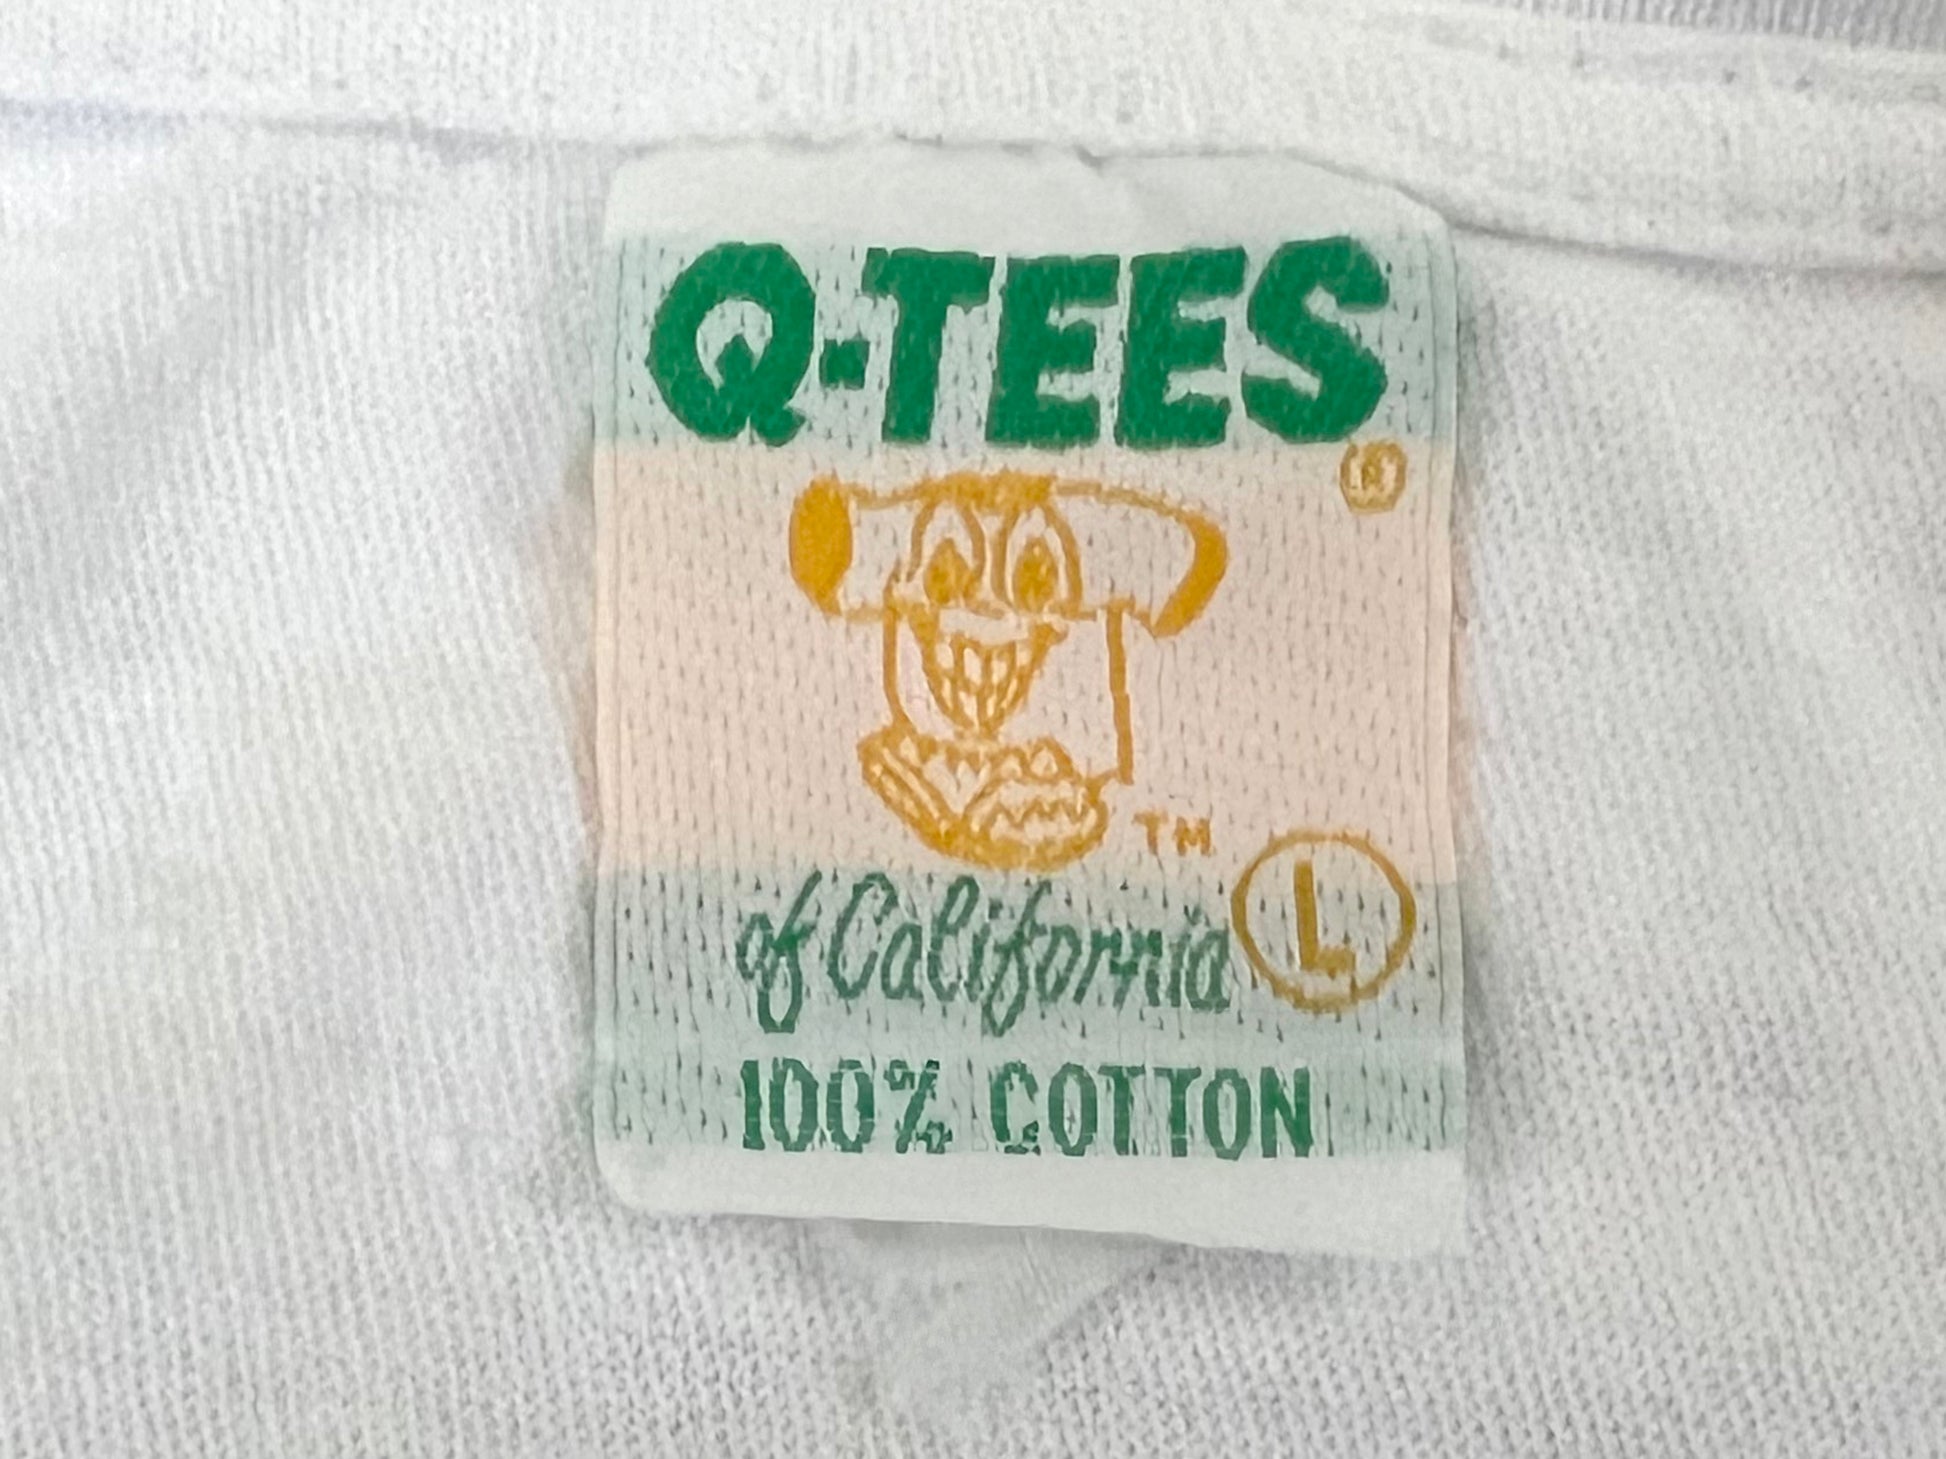 Q-TEES
®
TM
of California L
100% COTTON